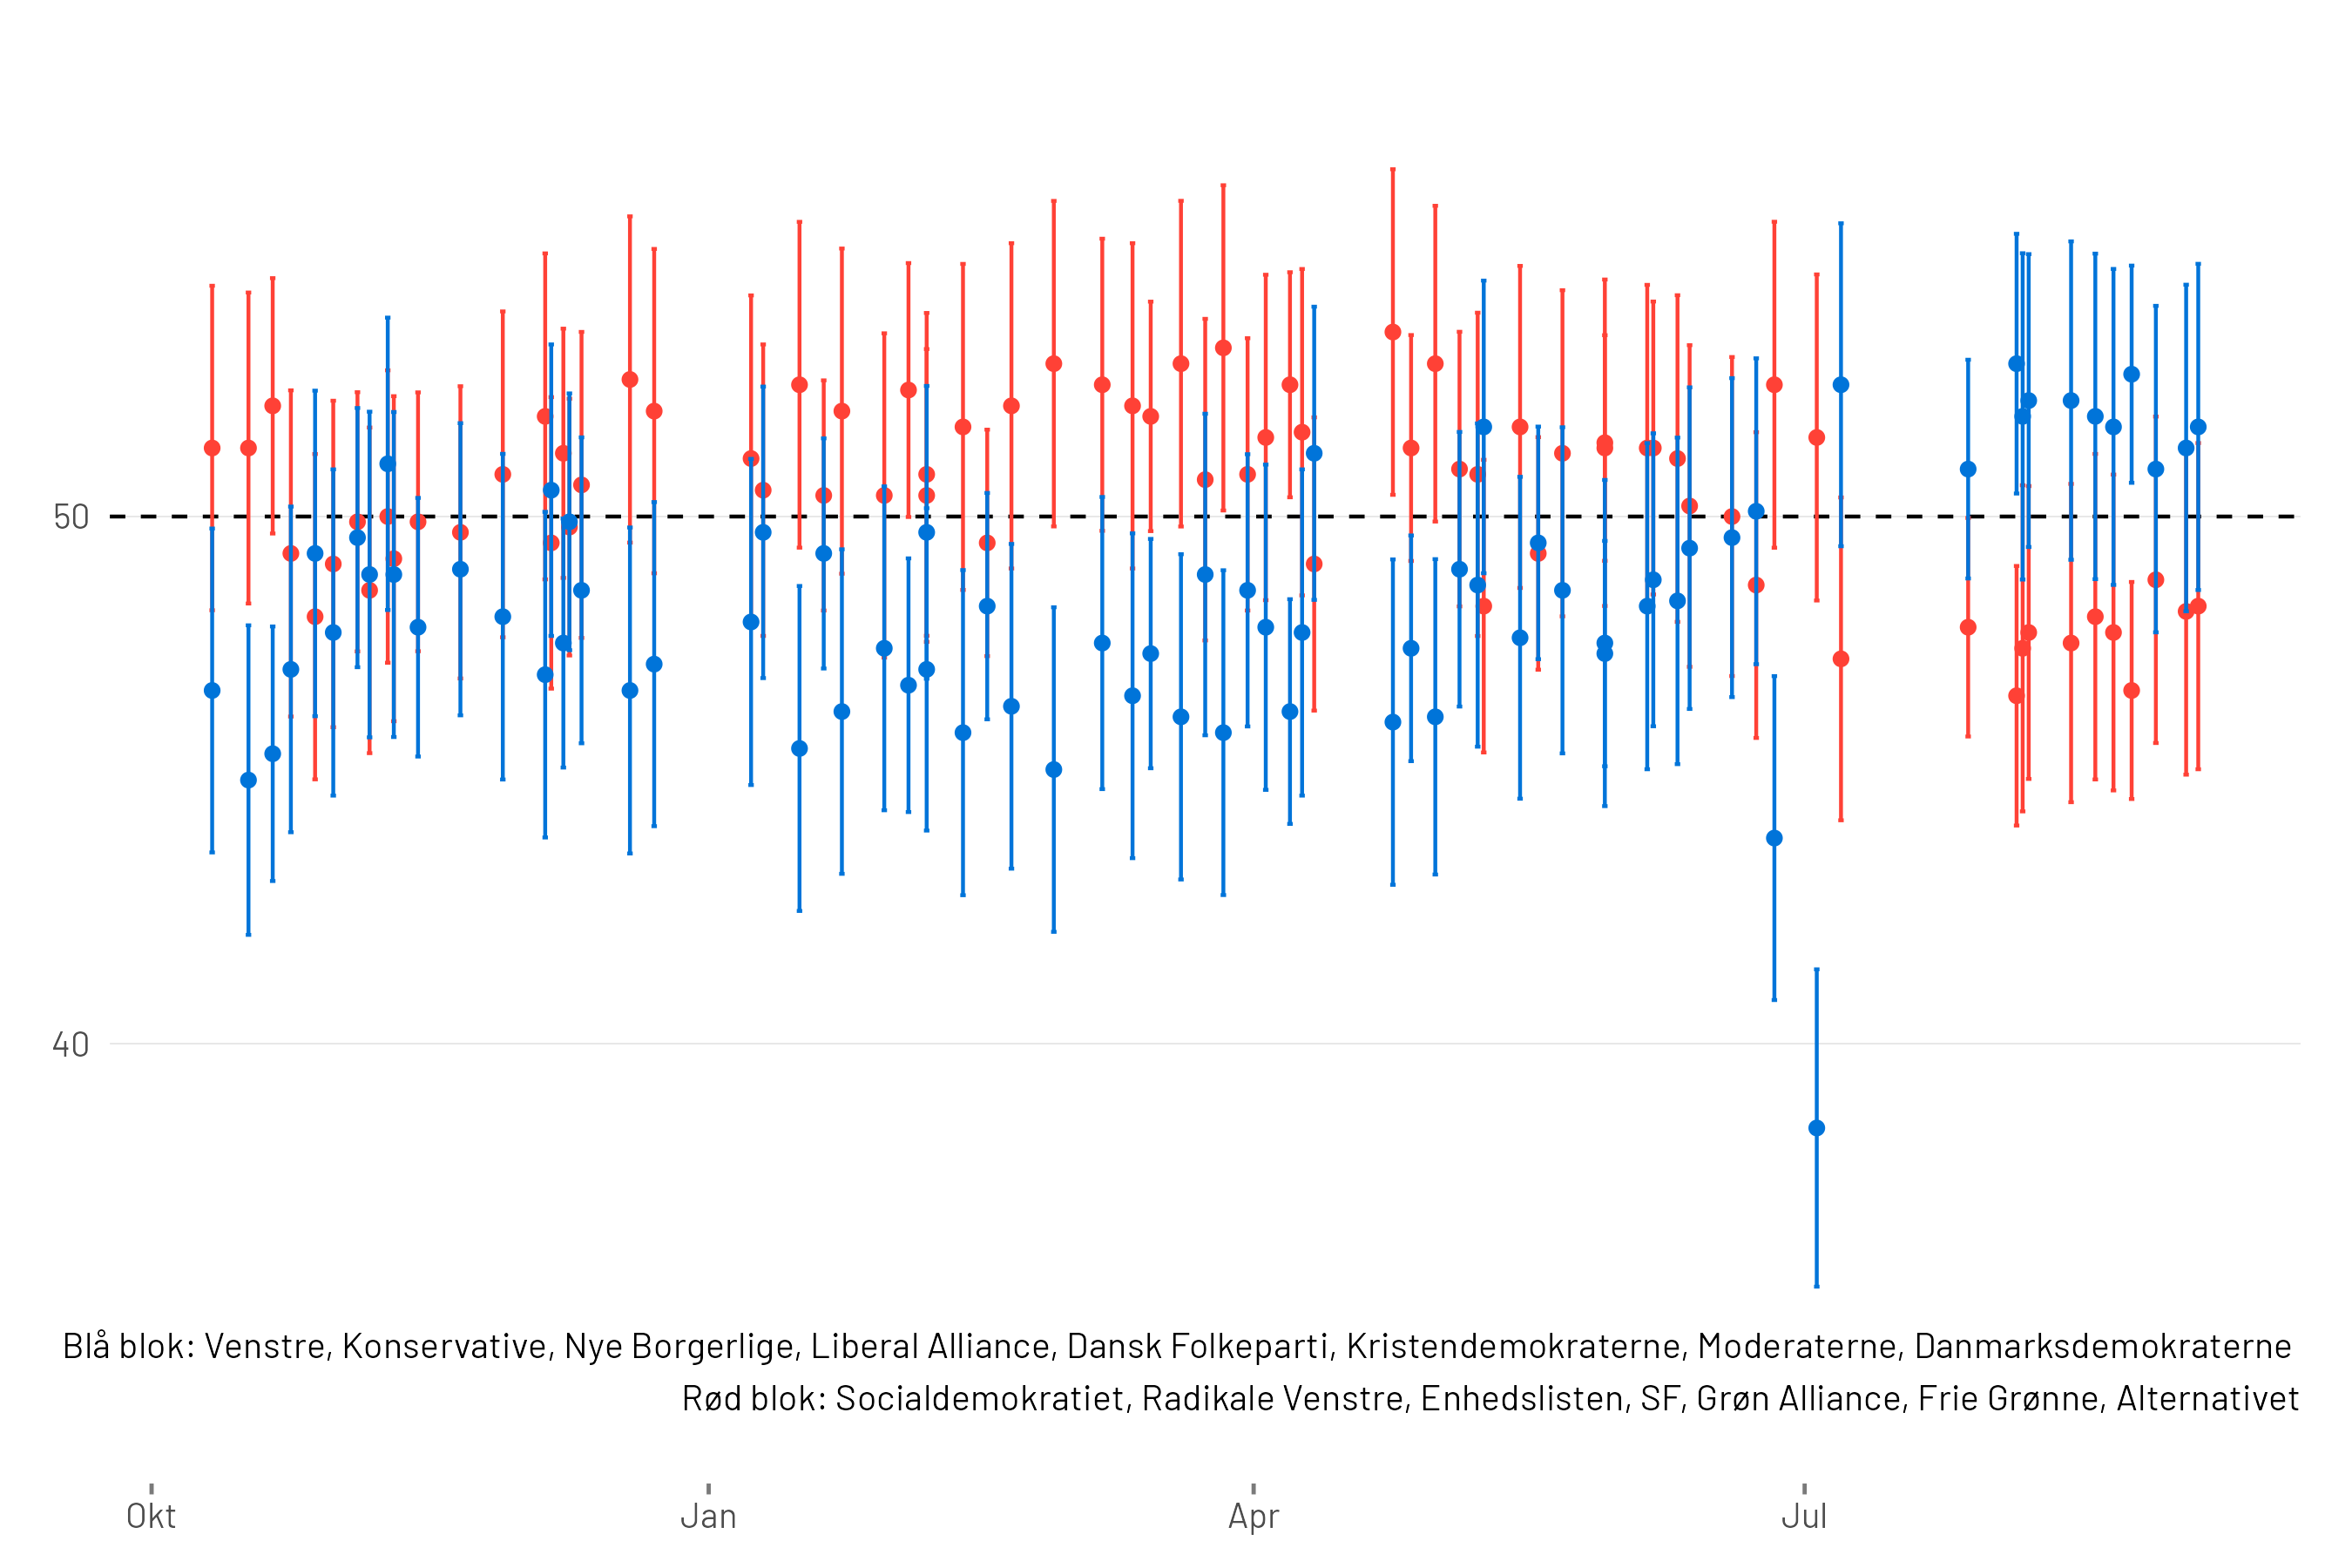 50
40
Blå blok: Venstre, Konservative, Nye Borgerlige, Liberal Alliance, Dansk Folkeparti, Kristendemokraterne, Moderaterne, Danmarksdemokraterne
Rød blok: Socialdemokratiet, Radikale Venstre, Enhedslisten, SF, Grøn Alliance, Frie Grønne, Alternativet
Okt Jan Apr Jul